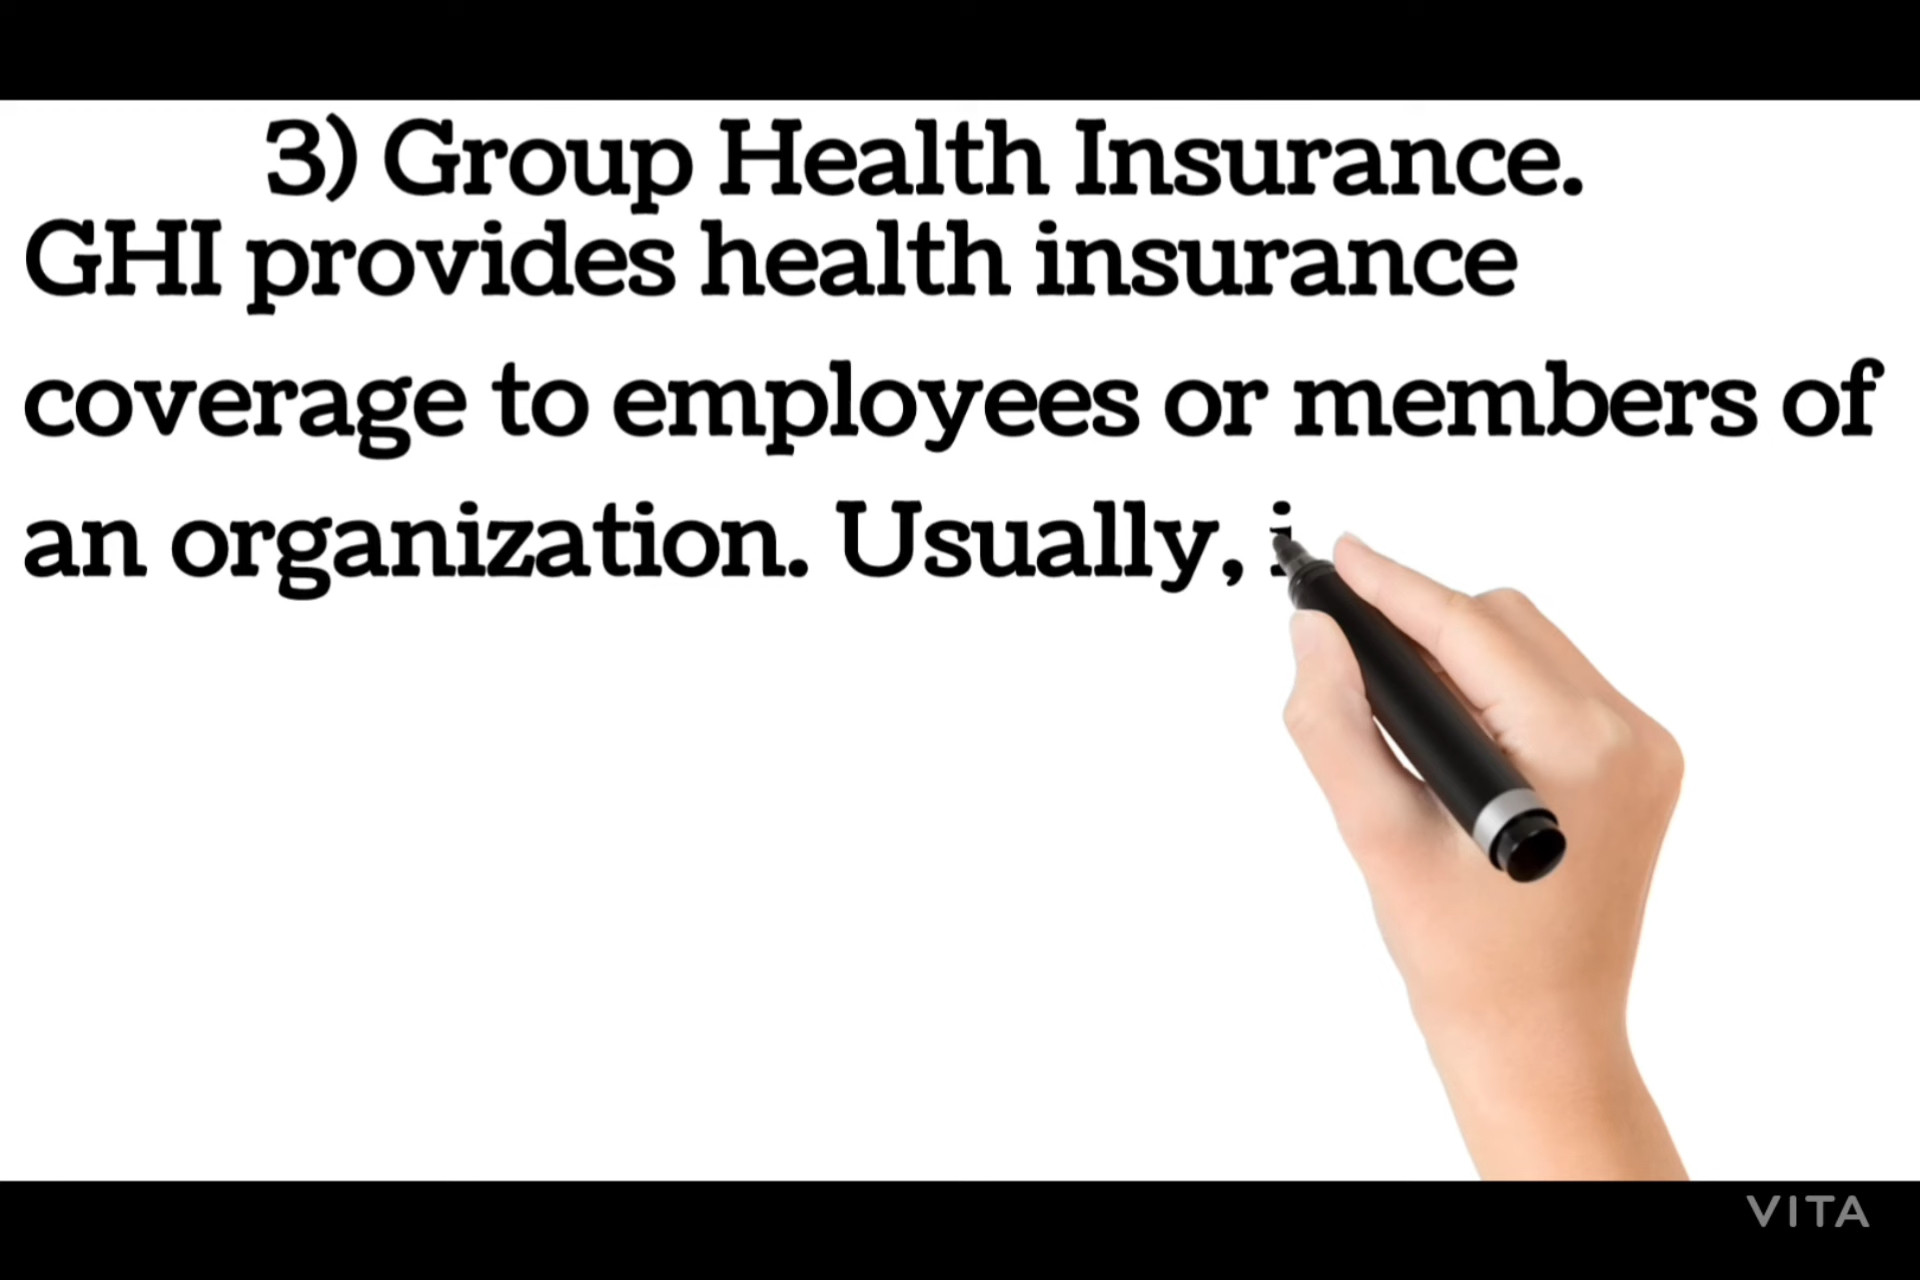 3) Group Health Insurance.
GHI provides health insurance
coverage to employees or members of
an organization. Usually, i
VITA